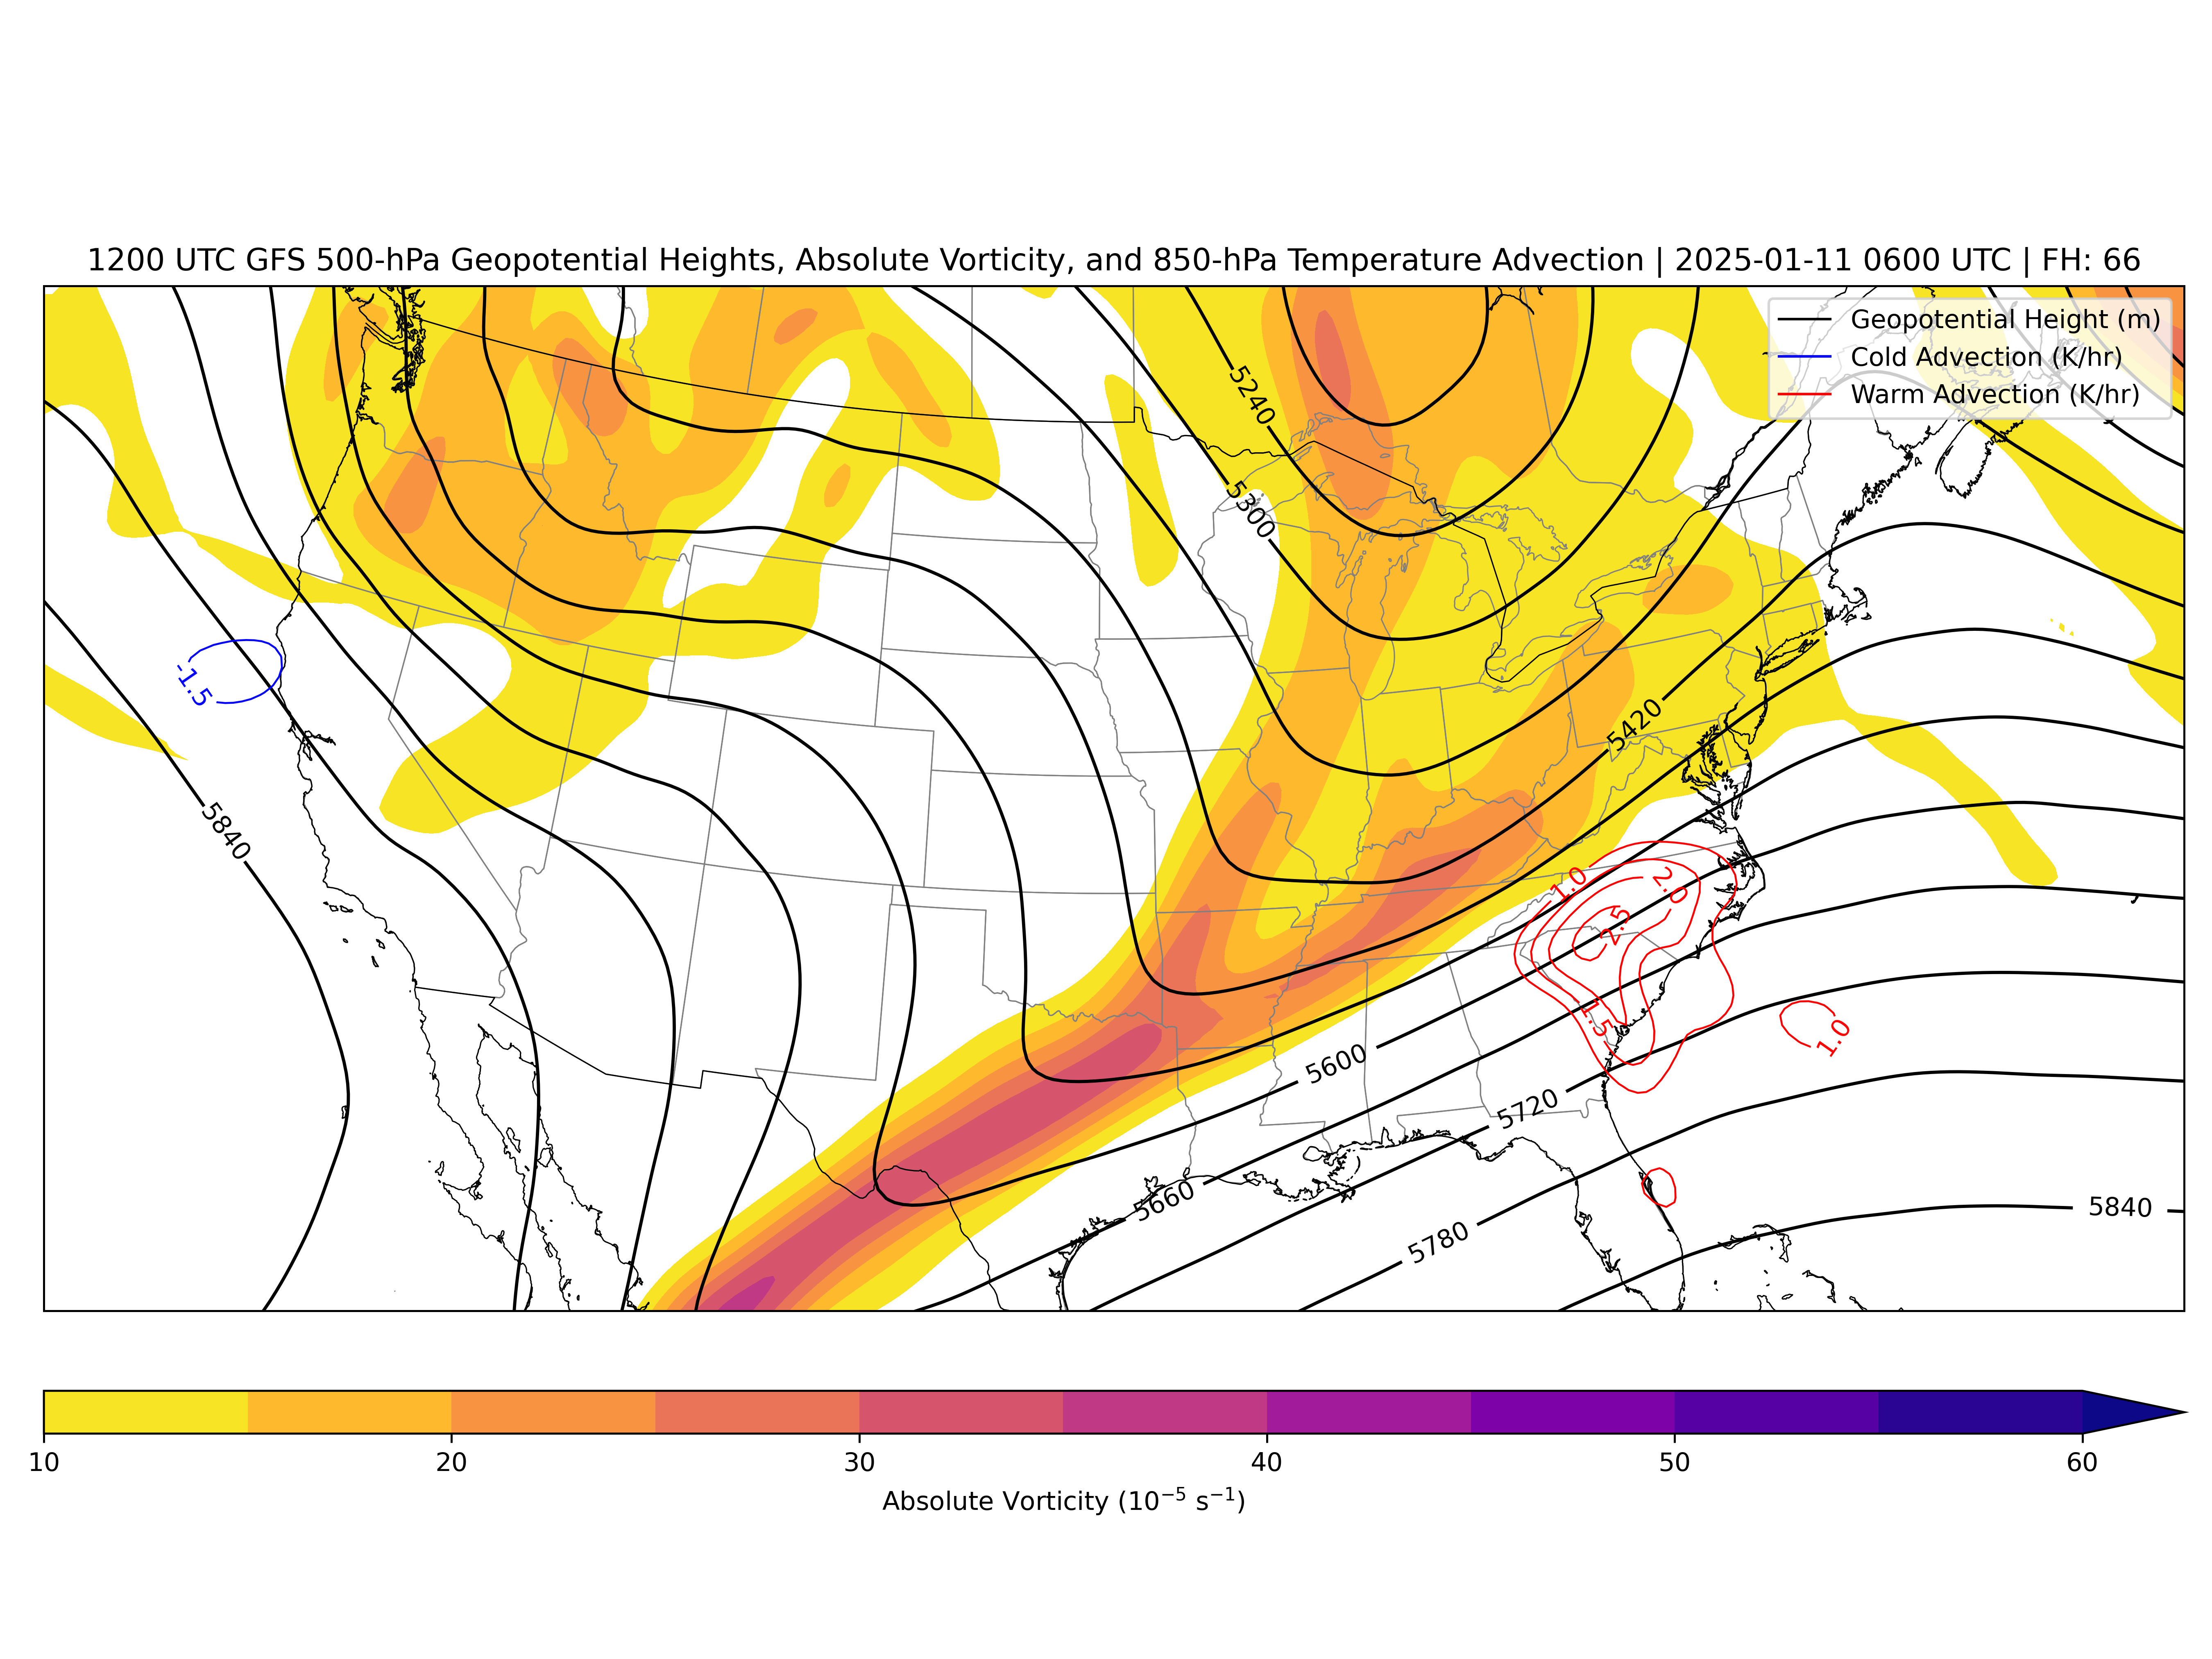 1200 UTC GFS 500-hPa Geopotential Heights, Absolute Vorticity, and 850-hPa Temperature Advection | 2025-01-11 0600 UTC | FH: 66
Geopotential Height (m)
Cold Advection (K/hr)
Warm Advection (K/hr)
5240
5300
-1.5
5420
5840
1.0
2.0
2.5
1.5
1.0
5600
5720
5660
5840
5780
10 20 30 40 50 60
Absolute Vorticity (10⁻⁵ s⁻¹)